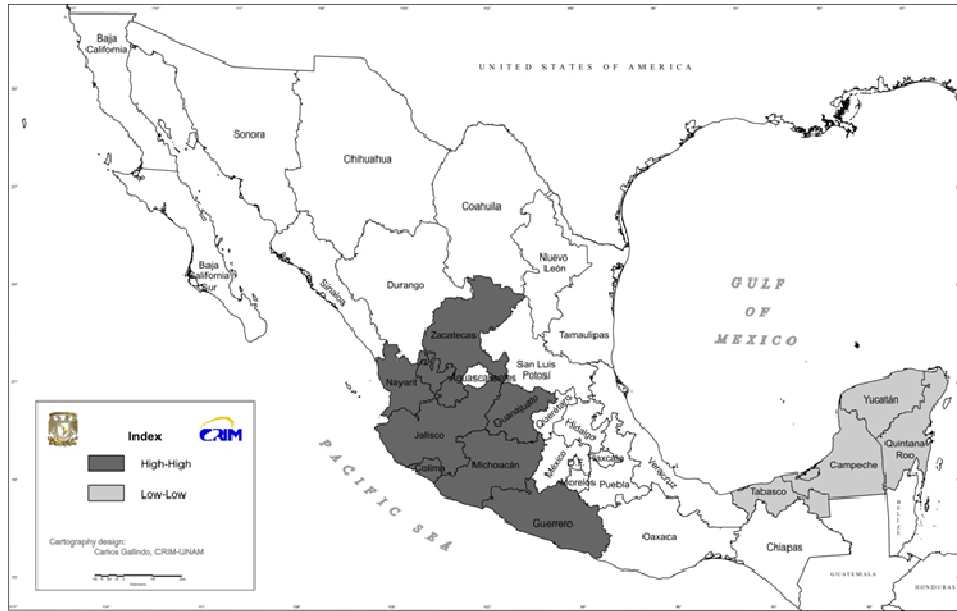 UNITED STATES OF AMERICA
Baja
California
Sonora
Chihuahua
Coahuila
Nuevo
León
Baja
California
Sur
Sinaloa
Durango
Tamaulipas
Zacatecas
San Luis
Potosí
Aguascalientes
Nayarit
Guanajuato
Querétaro
Hidalgo
Jalisco
Colima
Michoacán
México
Tlaxcala
Morelos
Puebla
Veracruz
Guerrero
Oaxaca
Chiapas
Tabasco
Campeche
Yucatán
Quintana
Roo
GULF
OF
MEXICO
PACIFIC SEA
GUATEMALA
HONDURAS
Index
CRIM
High-High
Low-Low
Cartography design:
Carlos Galindo, CRIM-UNAM